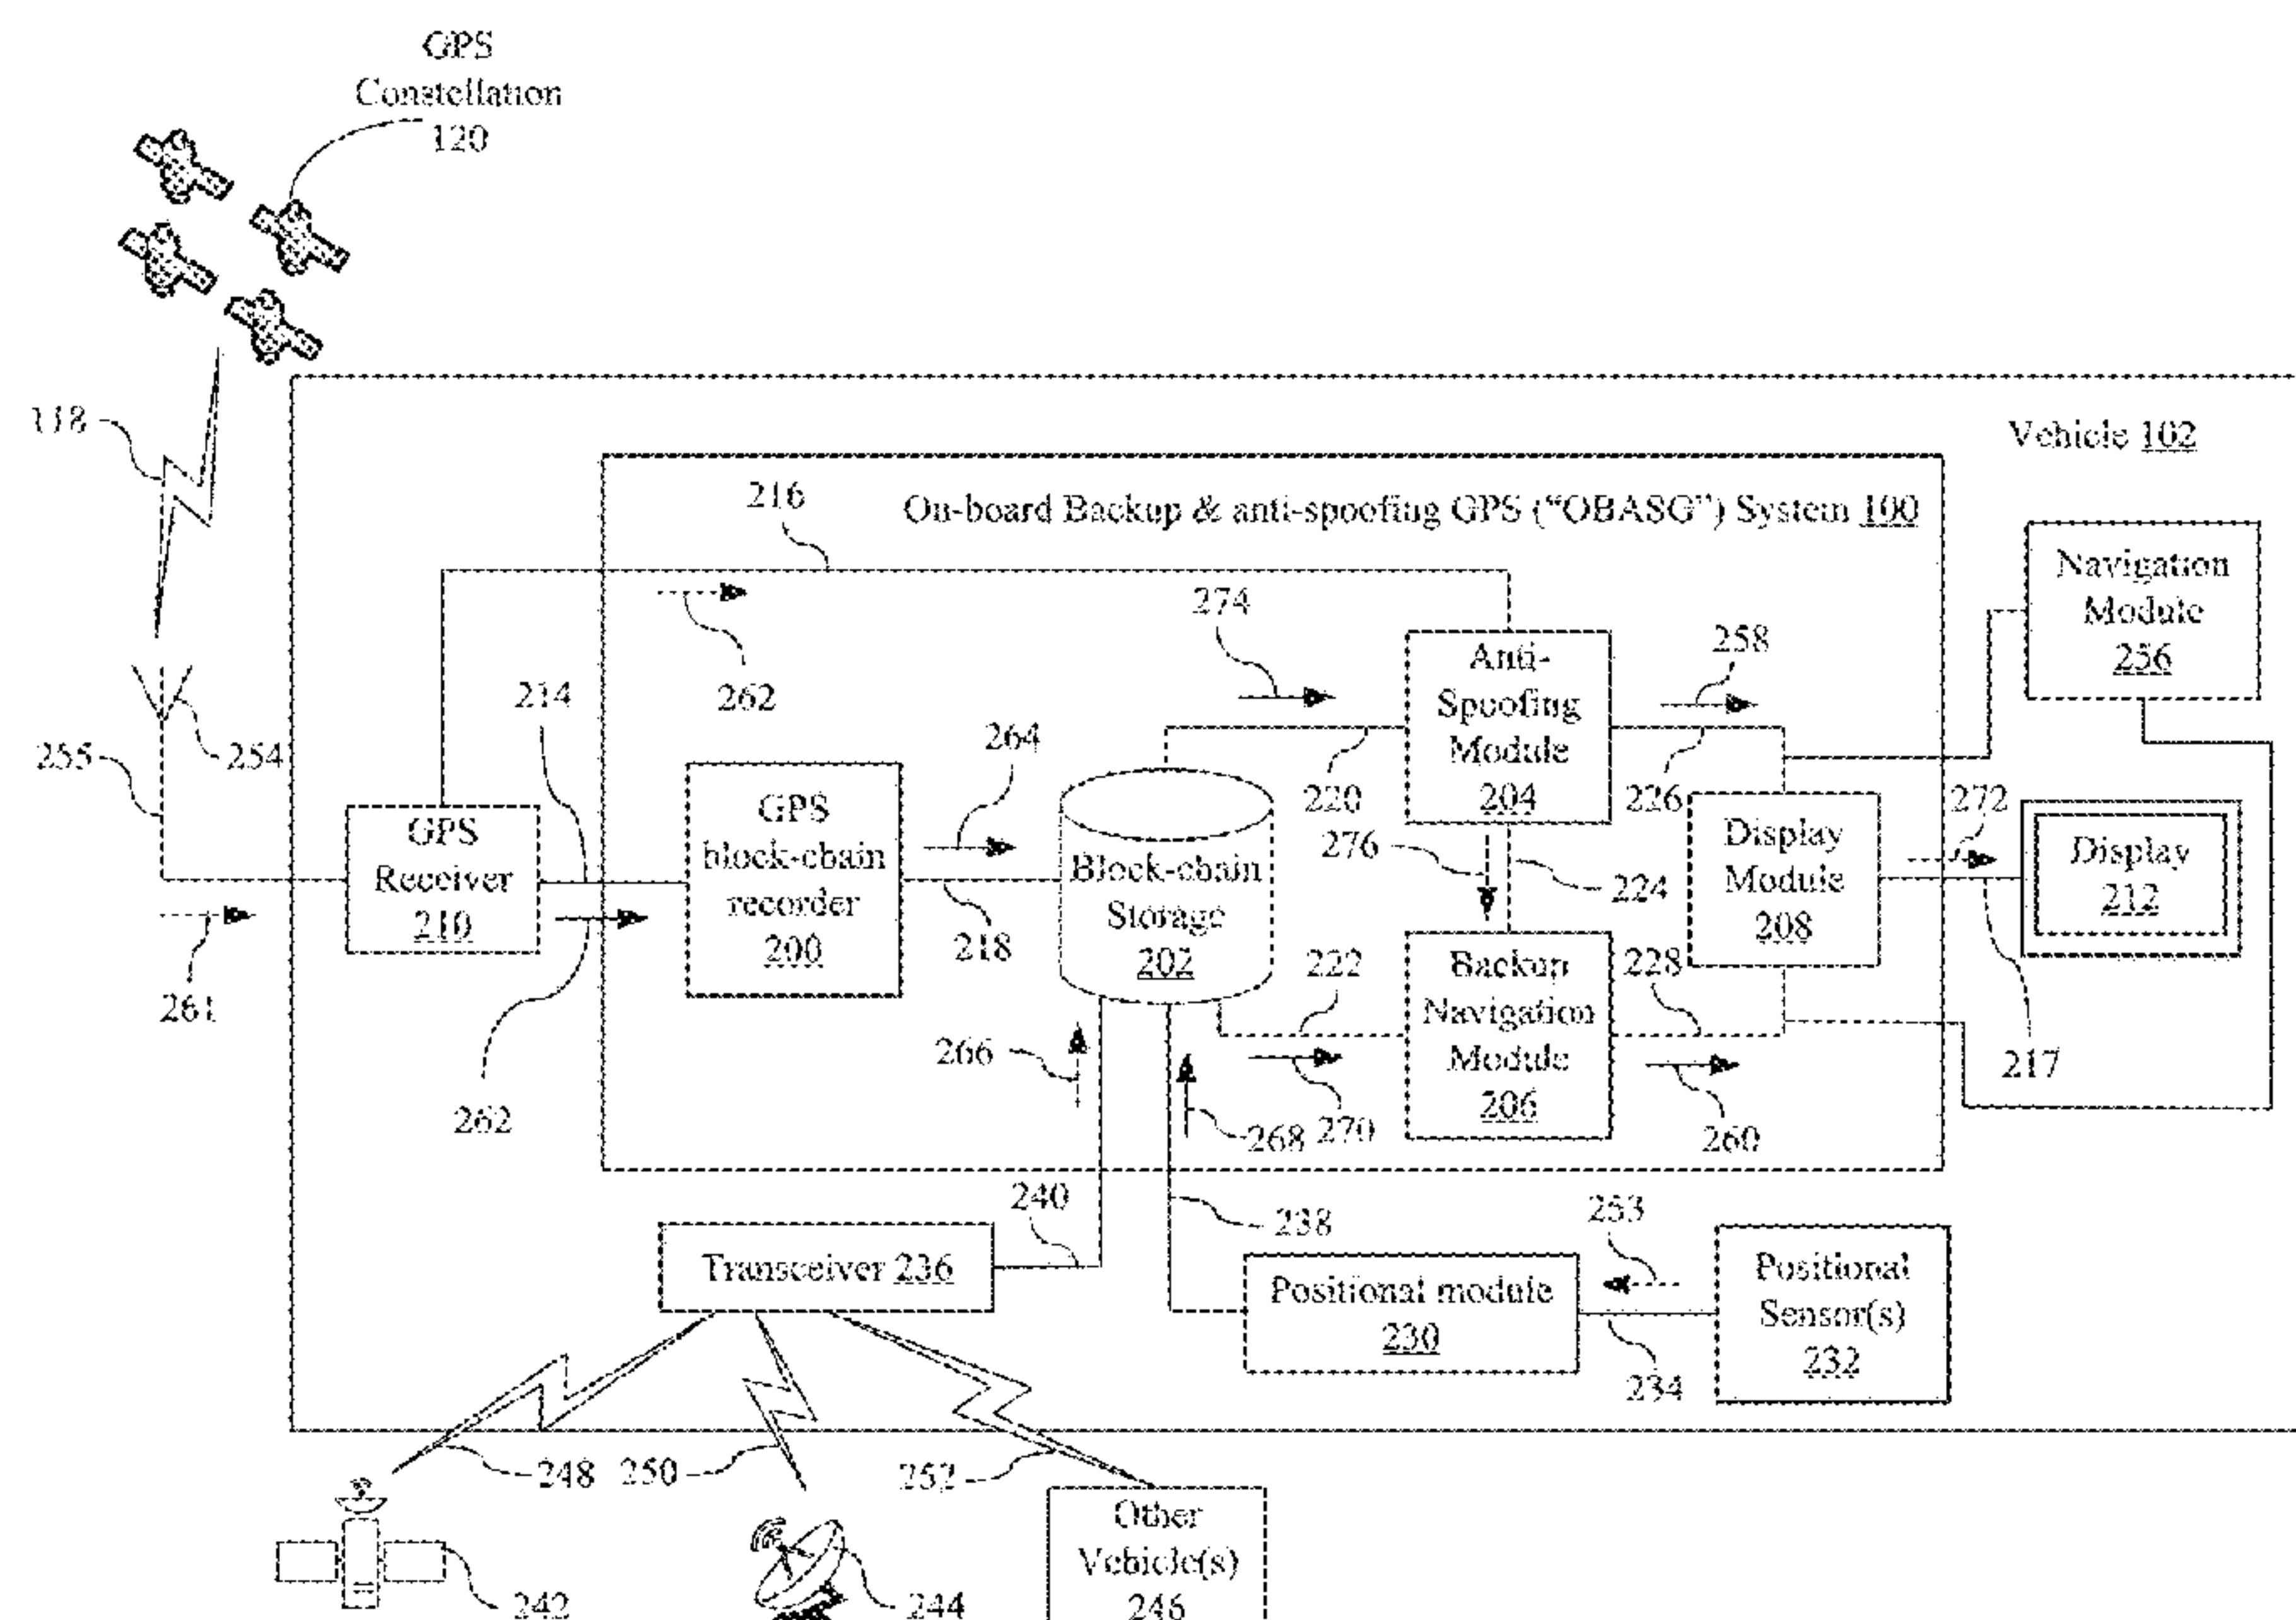 GPS
Constellation
120
118
Vehicle 102
216
On-board Backup & anti-spoofing GPS ("OBASG") System 100
Navigation
Module
256
274
258
262
214
Anti-
Spoofing
Module
204
255
254
264
220
226
272
GPS
Receiver
210
GPS
block-chain
recorder
200
Block-chain
Storage
202
276
224
Display
Module
208
Display
212
261
218
222
Backup
Navigation
Module
206
228
266
217
262
268
270
260
240
238
253
Transceiver 236
Positional module
230
Positional
Sensor(s)
232
234
248
250
252
Other
Vehicle(s)
246
242
244